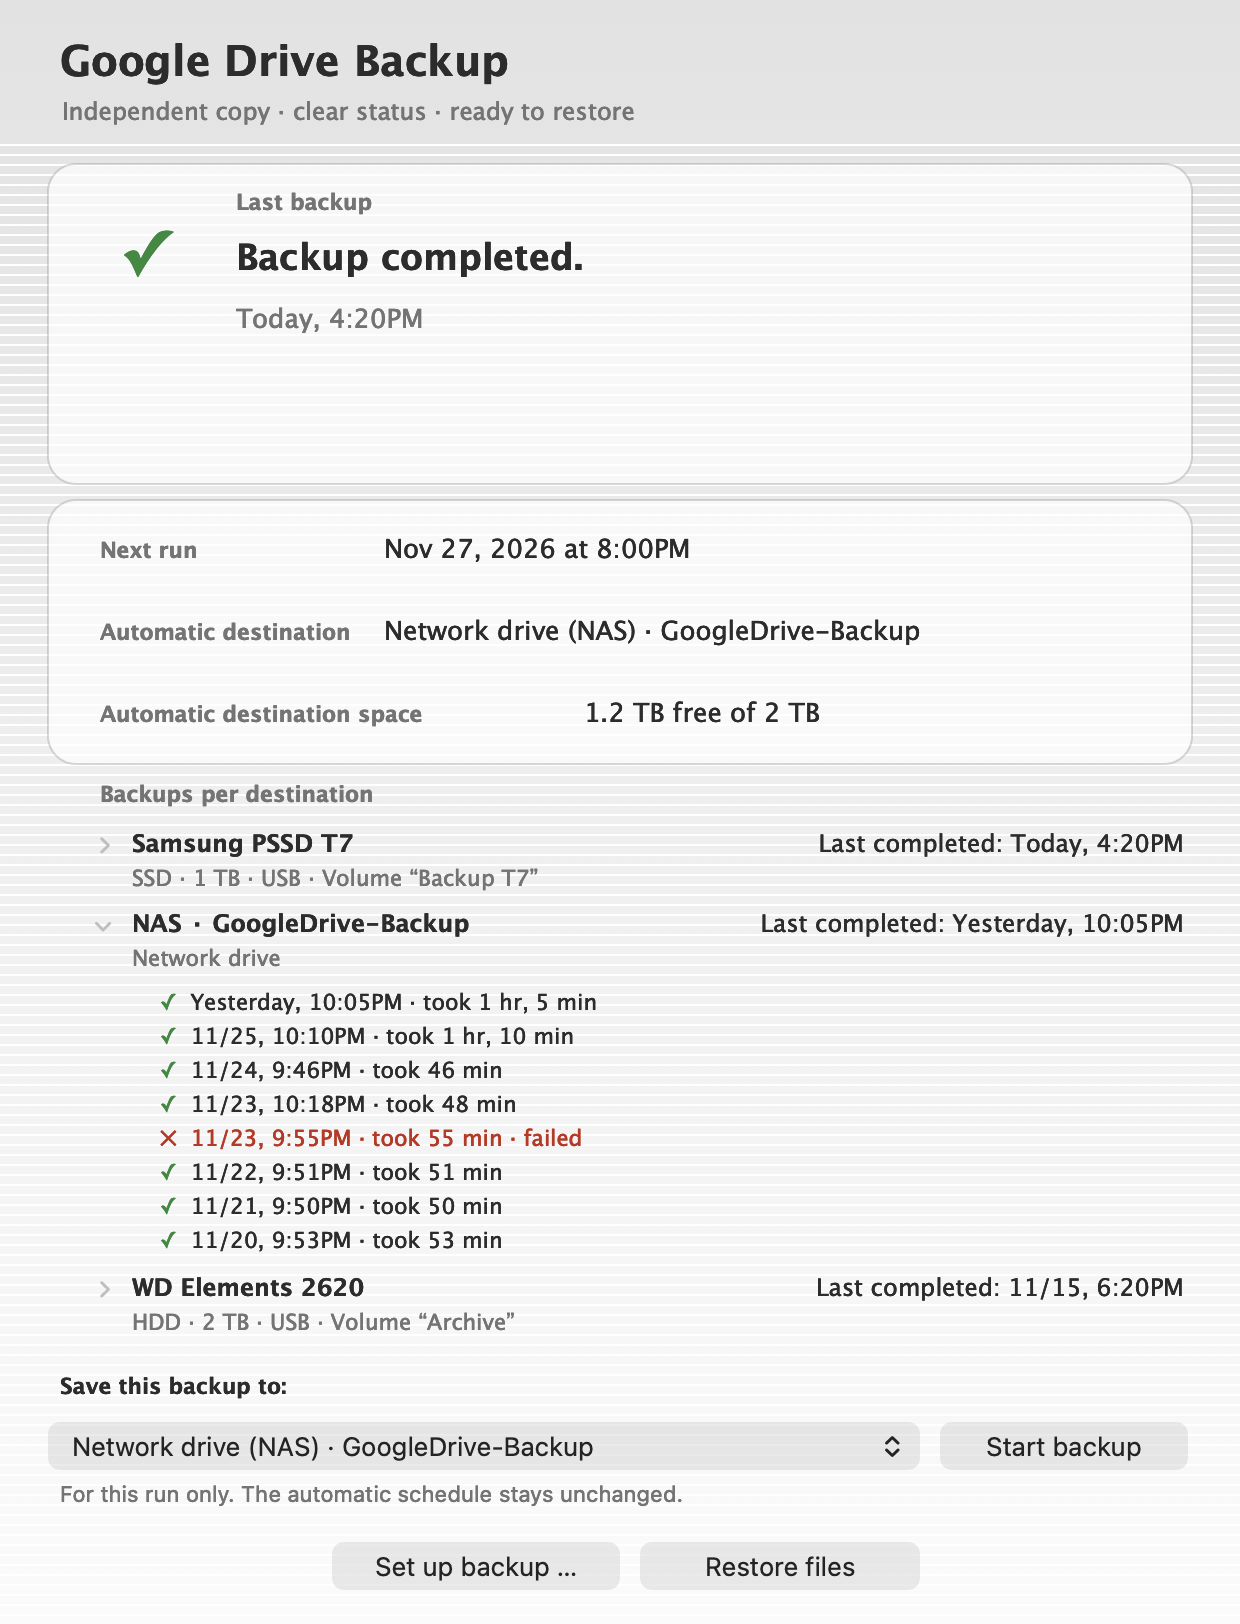 Google Drive Backup
Independent copy · clear status · ready to restore
Last backup
✓ Backup completed.
Today, 4:20PM
Next run Nov 27, 2026 at 8:00PM
Automatic destination Network drive (NAS) · GoogleDrive-Backup
Automatic destination space 1.2 TB free of 2 TB
Backups per destination
Samsung PSSD T7 Last completed: Today, 4:20PM
SSD · 1 TB · USB · Volume “Backup T7”
NAS · GoogleDrive-Backup Last completed: Yesterday, 10:05PM
Network drive
✓ Yesterday, 10:05PM · took 1 hr, 5 min
✓ 11/25, 10:10PM · took 1 hr, 10 min
✓ 11/24, 9:46PM · took 46 min
✓ 11/23, 10:18PM · took 48 min
✕ 11/23, 9:55PM · took 55 min · failed
✓ 11/22, 9:51PM · took 51 min
✓ 11/21, 9:50PM · took 50 min
✓ 11/20, 9:53PM · took 53 min
WD Elements 2620 Last completed: 11/15, 6:20PM
HDD · 2 TB · USB · Volume “Archive”
Save this backup to:
Network drive (NAS) · GoogleDrive-Backup Start backup
For this run only. The automatic schedule stays unchanged.
Set up backup ... Restore files